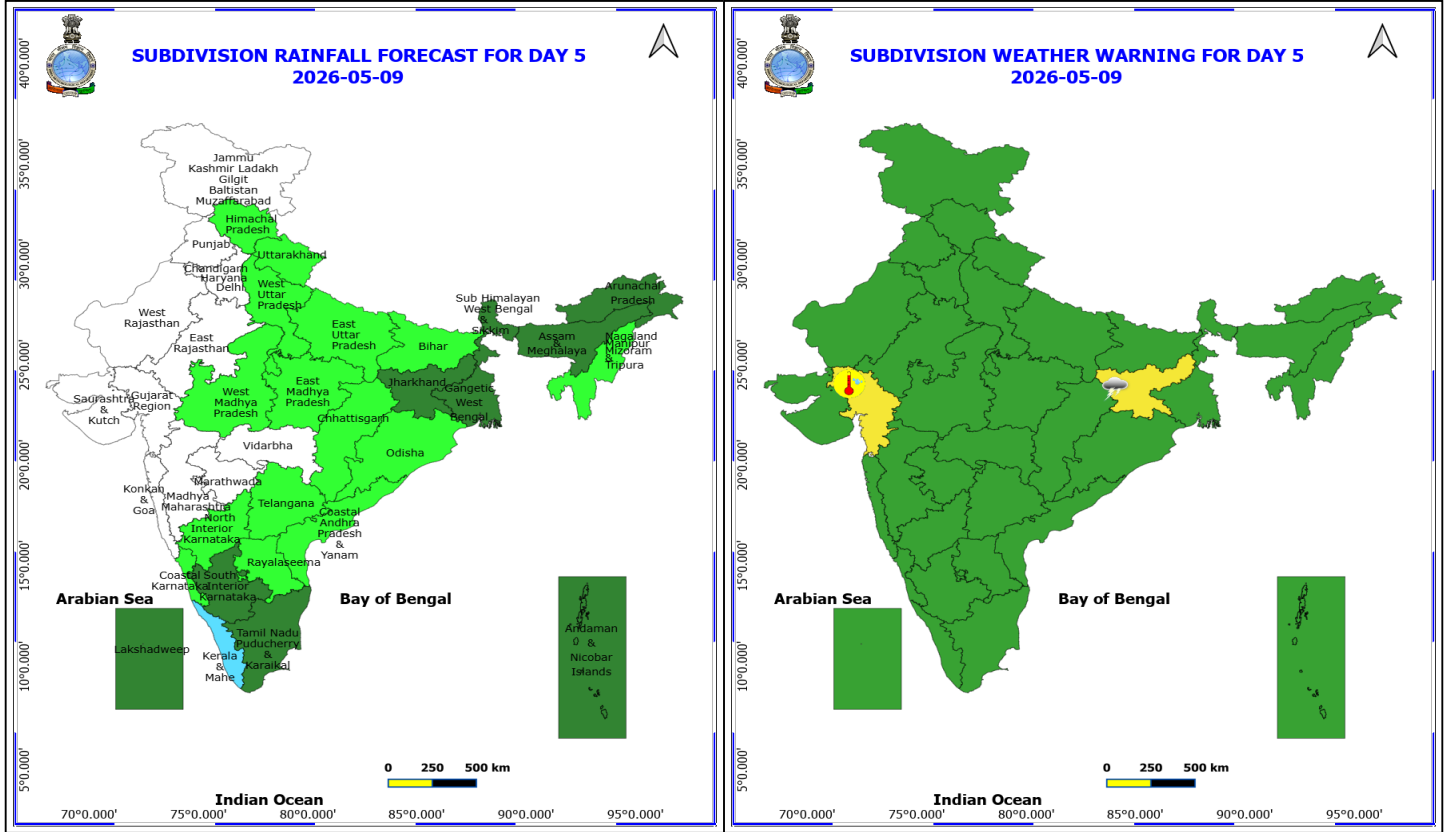 SUBDIVISION RAINFALL FORECAST FOR DAY 5
2026-05-09
40°0.000'
35°0.000'
30°0.000'
25°0.000'
20°0.000'
15°0.000'
10°0.000'
5°0.000'
Jammu
Kashmir Ladakh
Gilgit
Baltistan
Muzaffarabad
Himachal
Pradesh
Punjab
Uttarakhand
Chandigarh
Haryana
Delhi
West
Uttar
Pradesh
West
Rajasthan
East
Rajasthan
East
Uttar
Pradesh
Bihar
Sub Himalayan
West Bengal
&
Sikkim
Arunachal
Pradesh
Assam
&
Meghalaya
Nagaland
Manipur
Mizoram
&
Tripura
Saurashtra
&
Kutch
Gujarat
Region
West
Madhya
Pradesh
East
Madhya
Pradesh
Jharkhand
Gangetic
West
Bengal
Chhattisgarh
Vidarbha
Odisha
Konkan
&
Goa
Madhya
Maharashtra
Marathwada
Telangana
North
Interior
Karnataka
Coastal
Andhra
Pradesh
&
Yanam
Rayalaseema
Coastal
Karnataka
South
Interior
Karnataka
Arabian Sea
Bay of Bengal
Lakshadweep
Kerala
&
Mahe
Tamil Nadu
Puducherry
&
Karaikal
Andaman
&
Nicobar
Islands
0 250 500 km
Indian Ocean
70°0.000' 75°0.000' 80°0.000' 85°0.000' 90°0.000' 95°0.000'
SUBDIVISION WEATHER WARNING FOR DAY 5
2026-05-09
40°0.000'
35°0.000'
30°0.000'
25°0.000'
20°0.000'
15°0.000'
10°0.000'
5°0.000'
Arabian Sea
Bay of Bengal
0 250 500 km
Indian Ocean
70°0.000' 75°0.000' 80°0.000' 85°0.000' 90°0.000' 95°0.000'